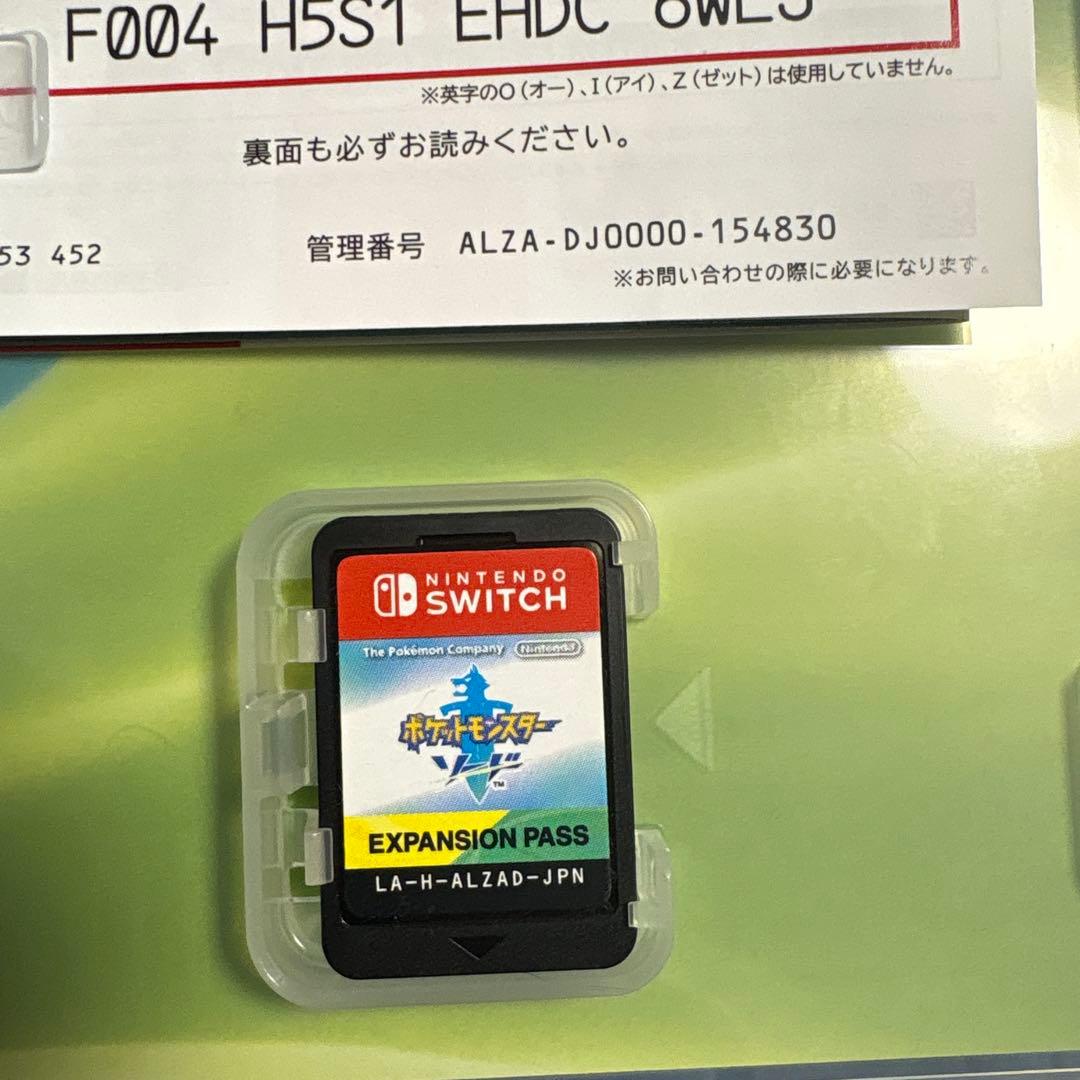 F004 H5S1 EHDC
※英字のO(オー)、I(アイ)、Z(ゼット)は使用していません。
裏面も必ずお読みください。
53 452
管理番号 ALZA-DJ0000-154830
※お問い合わせの際に必要になります。
NINTENDO
SWITCH
The Pokémon Company Nintendo
ポケットモンスター
ソード
TM
EXPANSION PASS
LA-H-ALZAD-JPN